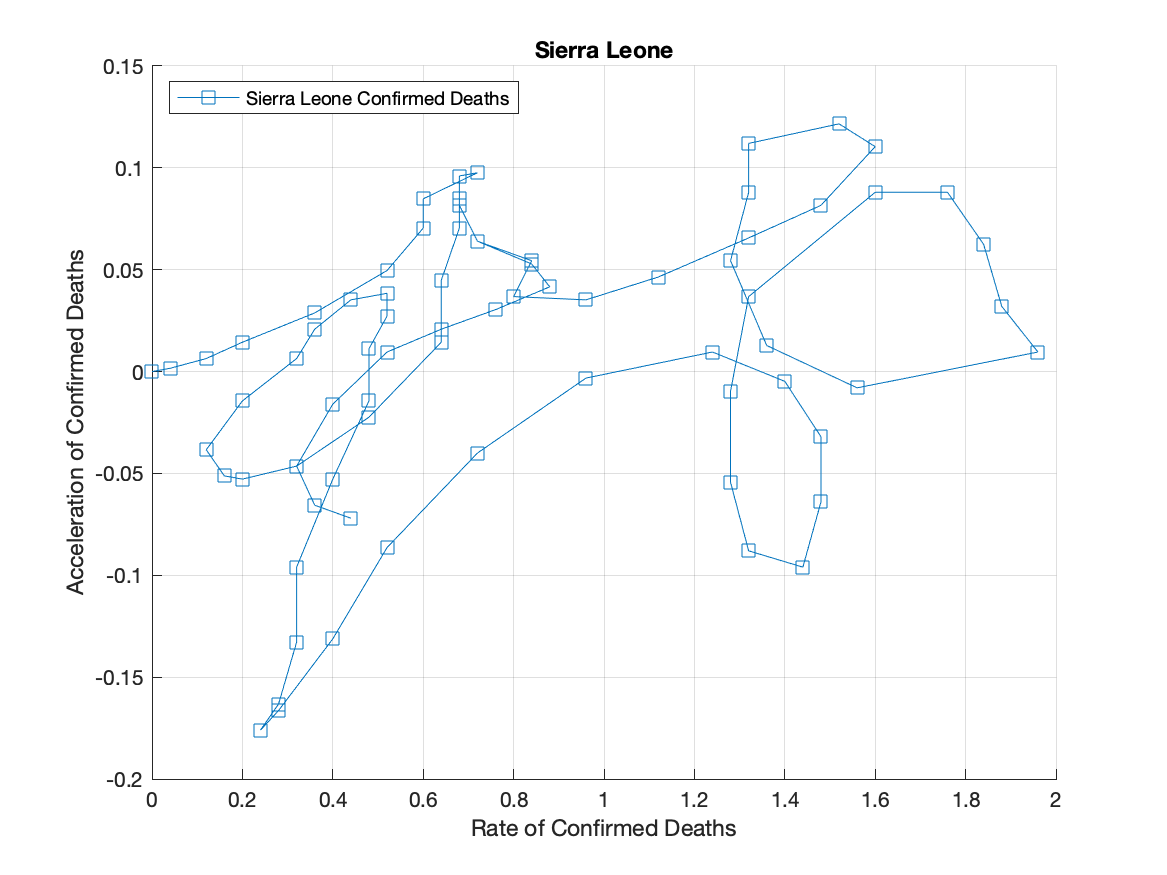 Sierra Leone
Sierra Leone Confirmed Deaths
0.15
0.1
0.05
0
-0.05
-0.1
-0.15
-0.2
Acceleration of Confirmed Deaths
0 0.2 0.4 0.6 0.8 1 1.2 1.4 1.6 1.8 2
Rate of Confirmed Deaths